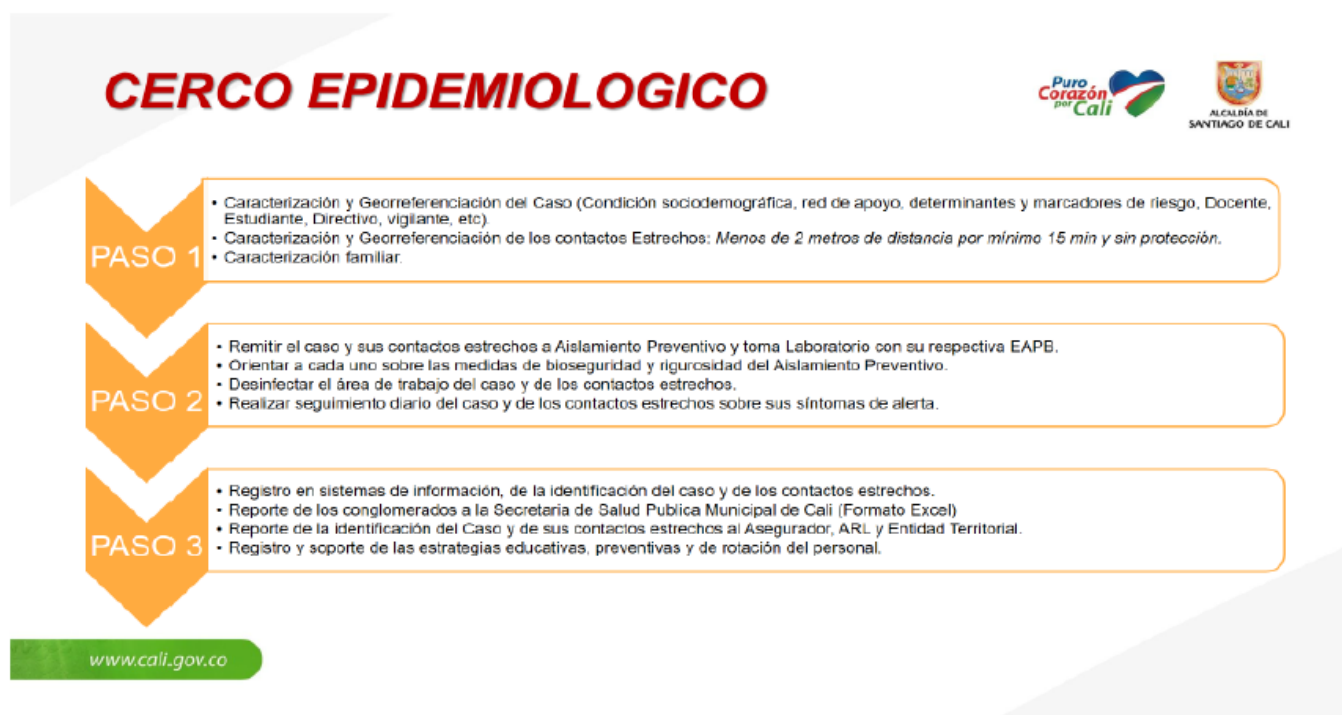 CERCO EPIDEMIOLOGICO
Puro
Corazón
por Cali
ALCALDÍA DE
SANTIAGO DE CALI
PASO 1
• Caracterización y Georreferenciación del Caso (Condición sociodemográfica, red de apoyo, determinantes y marcadores de riesgo, Docente,
Estudiante, Directivo, vigilante, etc).
• Caracterización y Georreferenciación de los contactos Estrechos: Menos de 2 metros de distancia por mínimo 15 min y sin protección.
• Caracterización familiar.
PASO 2
• Remitir el caso y sus contactos estrechos a Aislamiento Preventivo y toma Laboratorio con su respectiva EAPB.
• Orientar a cada uno sobre las medidas de bioseguridad y rigurosidad del Aislamiento Preventivo.
• Desinfectar el área de trabajo del caso y de los contactos estrechos.
• Realizar seguimiento diario del caso y de los contactos estrechos sobre sus síntomas de alerta.
PASO 3
• Registro en sistemas de información, de la identificación del caso y de los contactos estrechos.
• Reporte de los conglomerados a la Secretaria de Salud Publica Municipal de Cali (Formato Excel)
• Reporte de la identificación del Caso y de sus contactos estrechos al Asegurador, ARL y Entidad Territorial.
• Registro y soporte de las estrategias educativas, preventivas y de rotación del personal.
www.cali.gov.co